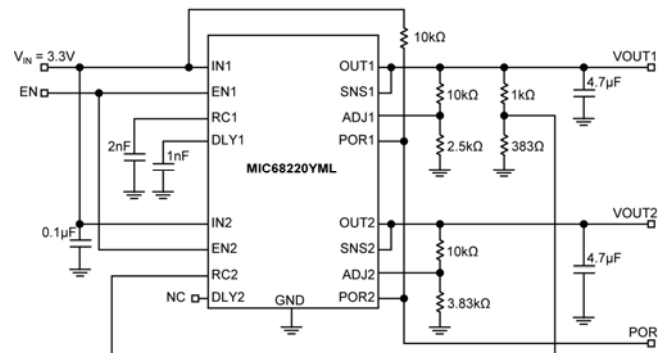 10kΩ
V_IN = 3.3V
IN1
OUT1
VOUT1
EN
EN1
SNS1
10kΩ
1kΩ
4.7µF
RC1
ADJ1
2nF
DLY1
1nF
POR1
2.5kΩ
383Ω
MIC68220YML
IN2
OUT2
VOUT2
0.1µF
EN2
SNS2
10kΩ
4.7µF
RC2
ADJ2
NC
DLY2
GND
POR2
3.83kΩ
POR